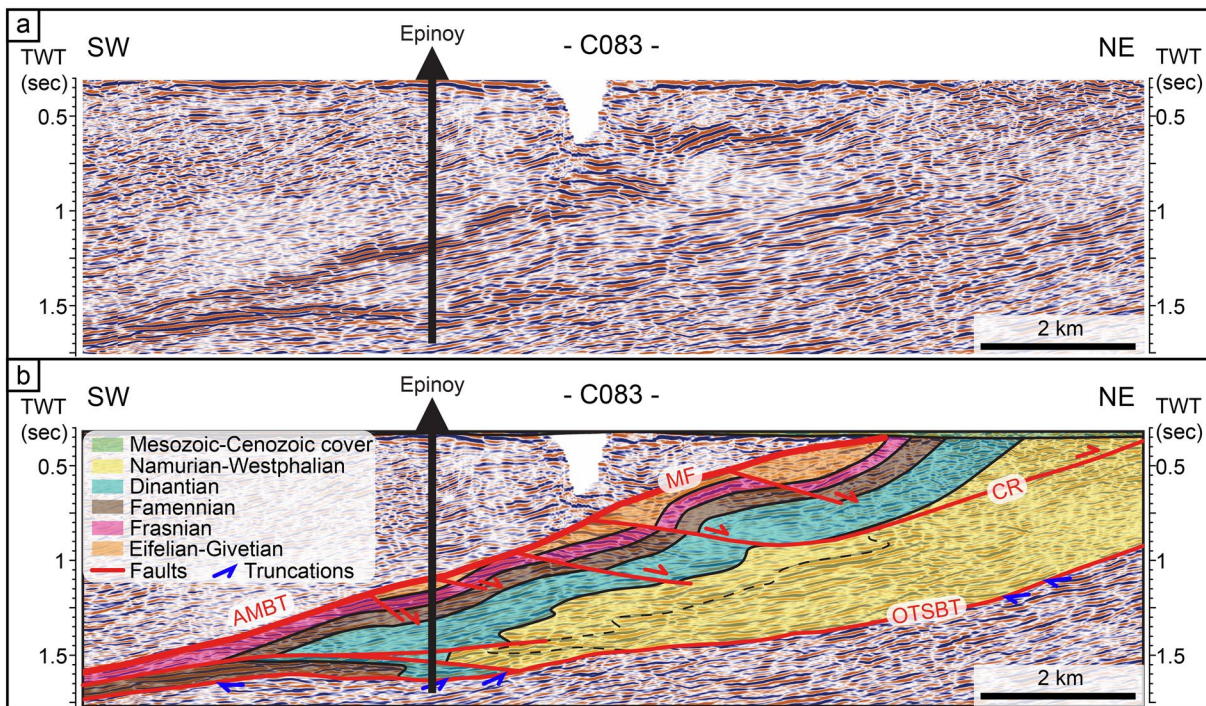 a
SW
Epinoy
- C083 -
NE
TWT
(sec)
TWT
(sec)
0.5
0.5
1
1
1.5
1.5
2 km
b
SW
Epinoy
- C083 -
NE
TWT
(sec)
TWT
(sec)
Mesozoic-Cenozoic cover
Namurian-Westphalian
Dinantian
Famennian
Frasnian
Eifelian-Givetian
Faults
Truncations
0.5
0.5
MF
CR
1
1
AMBT
OTSBT
1.5
1.5
2 km